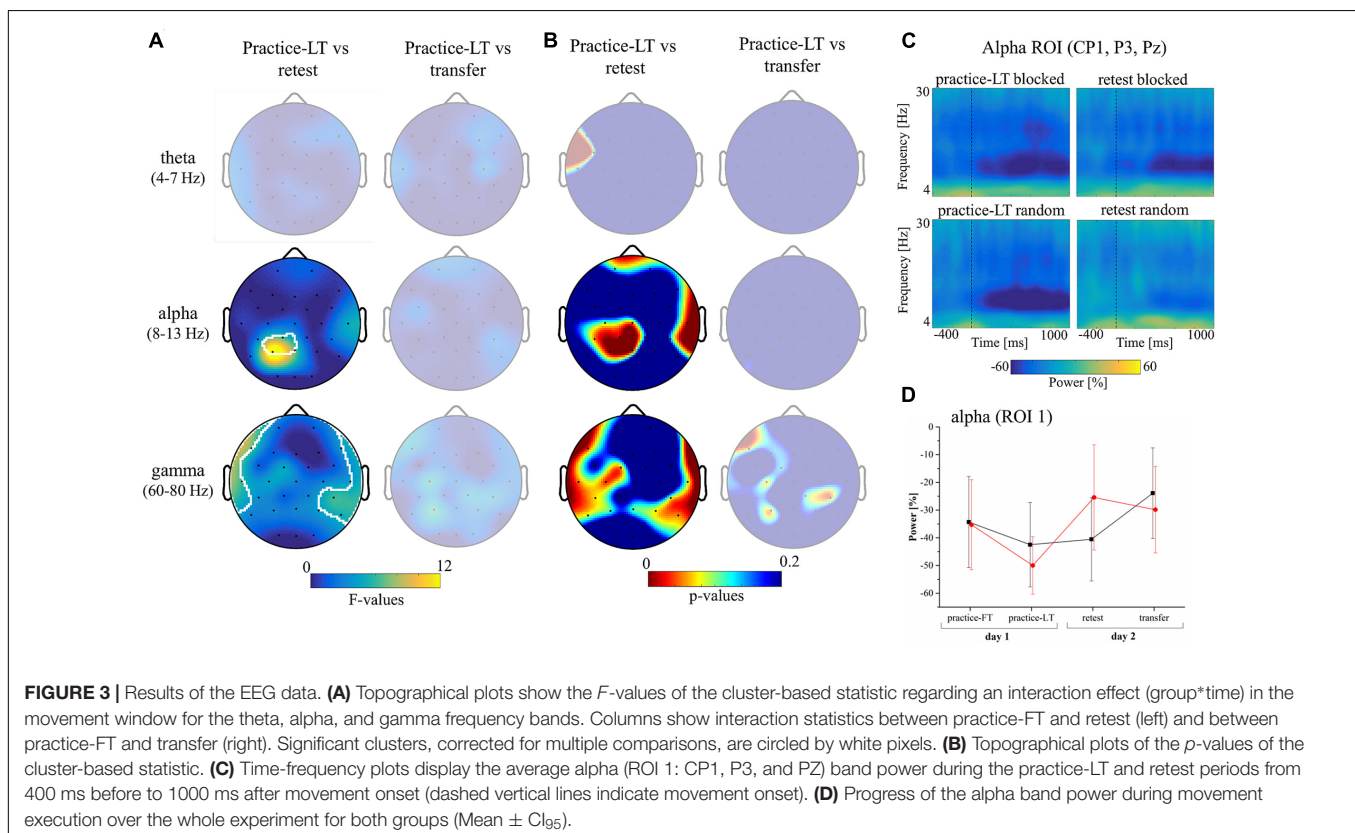 A
Practice-LT vs
retest
Practice-LT vs
transfer
B
Practice-LT vs
retest
Practice-LT vs
transfer
theta
(4-7 Hz)
alpha
(8-13 Hz)
gamma
(60-80 Hz)
0
12
F-values
0
0.2
p-values
C
Alpha ROI (CP1, P3, Pz)
practice-LT blocked
retest blocked
30
Frequency [Hz]
4
practice-LT random
retest random
30
Frequency [Hz]
4
-400
1000
Time [ms]
-400
1000
Time [ms]
-60
60
Power [%]
D
alpha (ROI 1)
0
-10
-20
-30
-40
-50
-60
Power [%]
practice-FT
practice-LT
retest
transfer
day 1
day 2
FIGURE 3 | Results of the EEG data. (A) Topographical plots show the F-values of the cluster-based statistic regarding an interaction effect (group*time) in the
movement window for the theta, alpha, and gamma frequency bands. Columns show interaction statistics between practice-FT and retest (left) and between
practice-FT and transfer (right). Significant clusters, corrected for multiple comparisons, are circled by white pixels. (B) Topographical plots of the p-values of the
cluster-based statistic. (C) Time-frequency plots display the average alpha (ROI 1: CP1, P3, and PZ) band power during the practice-LT and retest periods from
400 ms before to 1000 ms after movement onset (dashed vertical lines indicate movement onset). (D) Progress of the alpha band power during movement
execution over the whole experiment for both groups (Mean ± CI95).